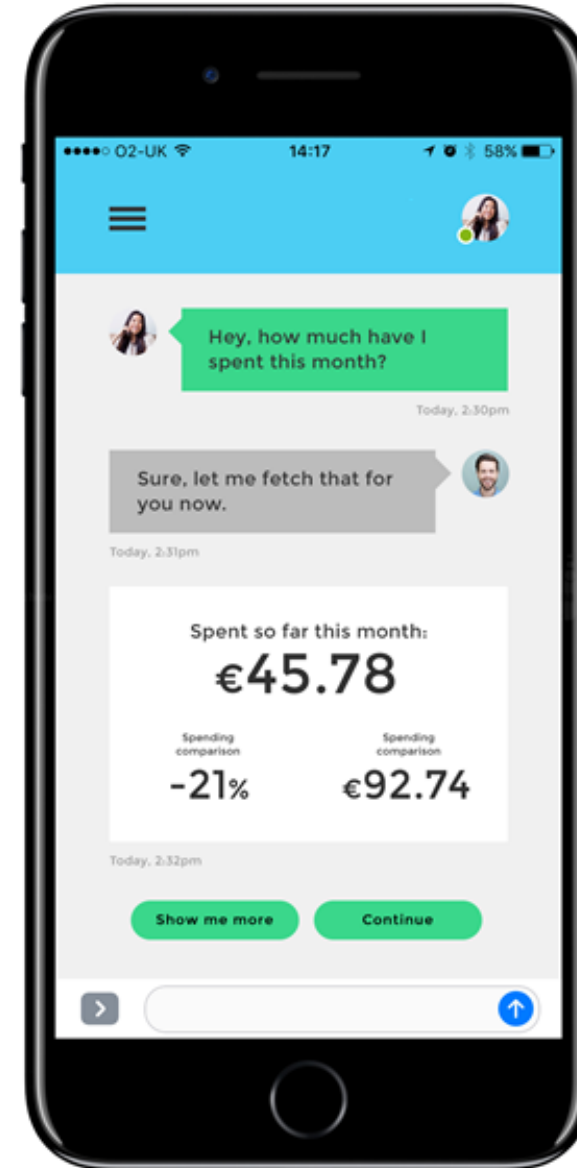 O2-UK 14:17 58%
Hey, how much have I
spent this month?
Today, 2:30pm
Sure, let me fetch that for
you now.
Today, 2:31pm
Spent so far this month:
€45.78
Spending
comparison
-21%
Spending
comparison
€92.74
Today, 2:32pm
Show me more
Continue